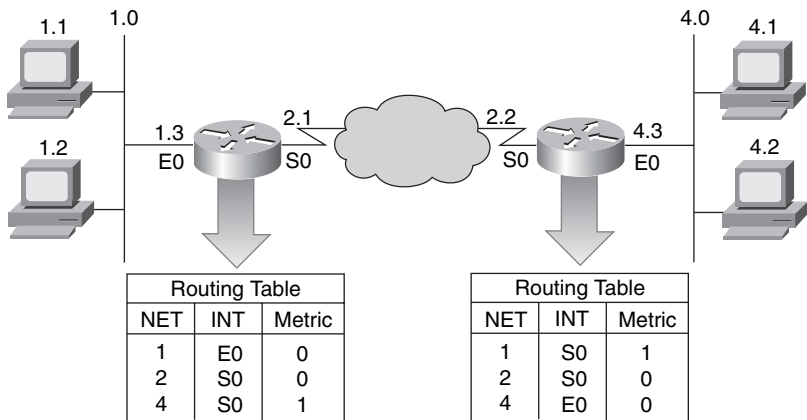 1.0 4.0
1.1 4.1
1.3 2.1 2.2 4.3
1.2 E0 S0 S0 E0 4.2
Routing Table
NET INT Metric
1 E0 0
2 S0 0
4 S0 1
Routing Table
NET INT Metric
1 S0 1
2 S0 0
4 E0 0